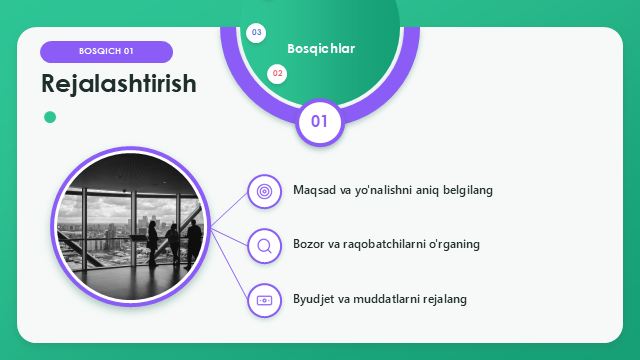 BOSQICH 01
Rejalashtirish
03
Bosqichlar
02
01
Maqsad va yo'nalishni aniq belgilang
Bozor va raqobatchilarni o'rganing
Byudjet va muddatlarni rejalang